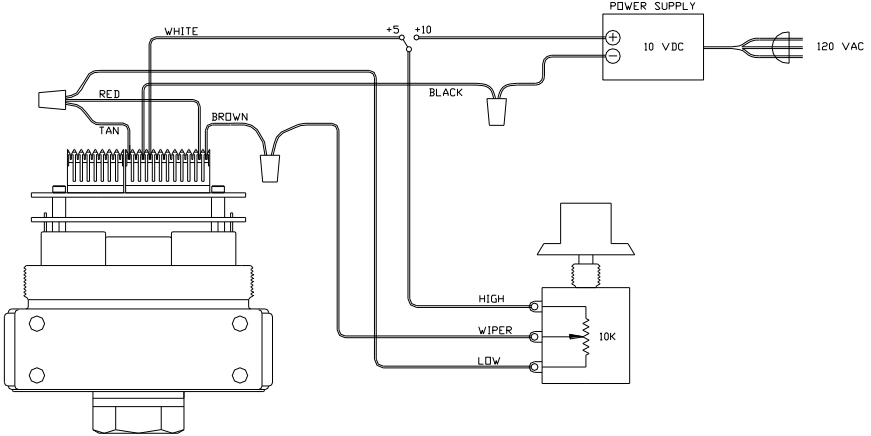 POWER SUPPLY
WHITE
+5
+10
+
10 VDC
120 VAC
−
RED
BLACK
TAN
BROWN
HIGH
WIPER
10K
LOW